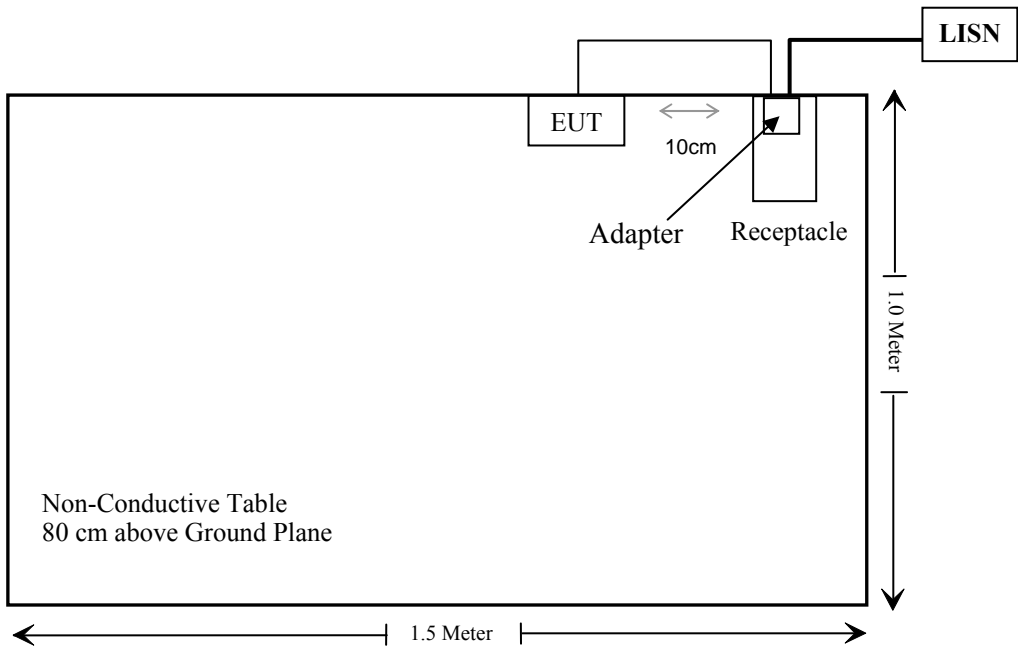 LISN
EUT
10cm
Adapter
Receptacle
1.0 Meter
Non-Conductive Table
80 cm above Ground Plane
1.5 Meter